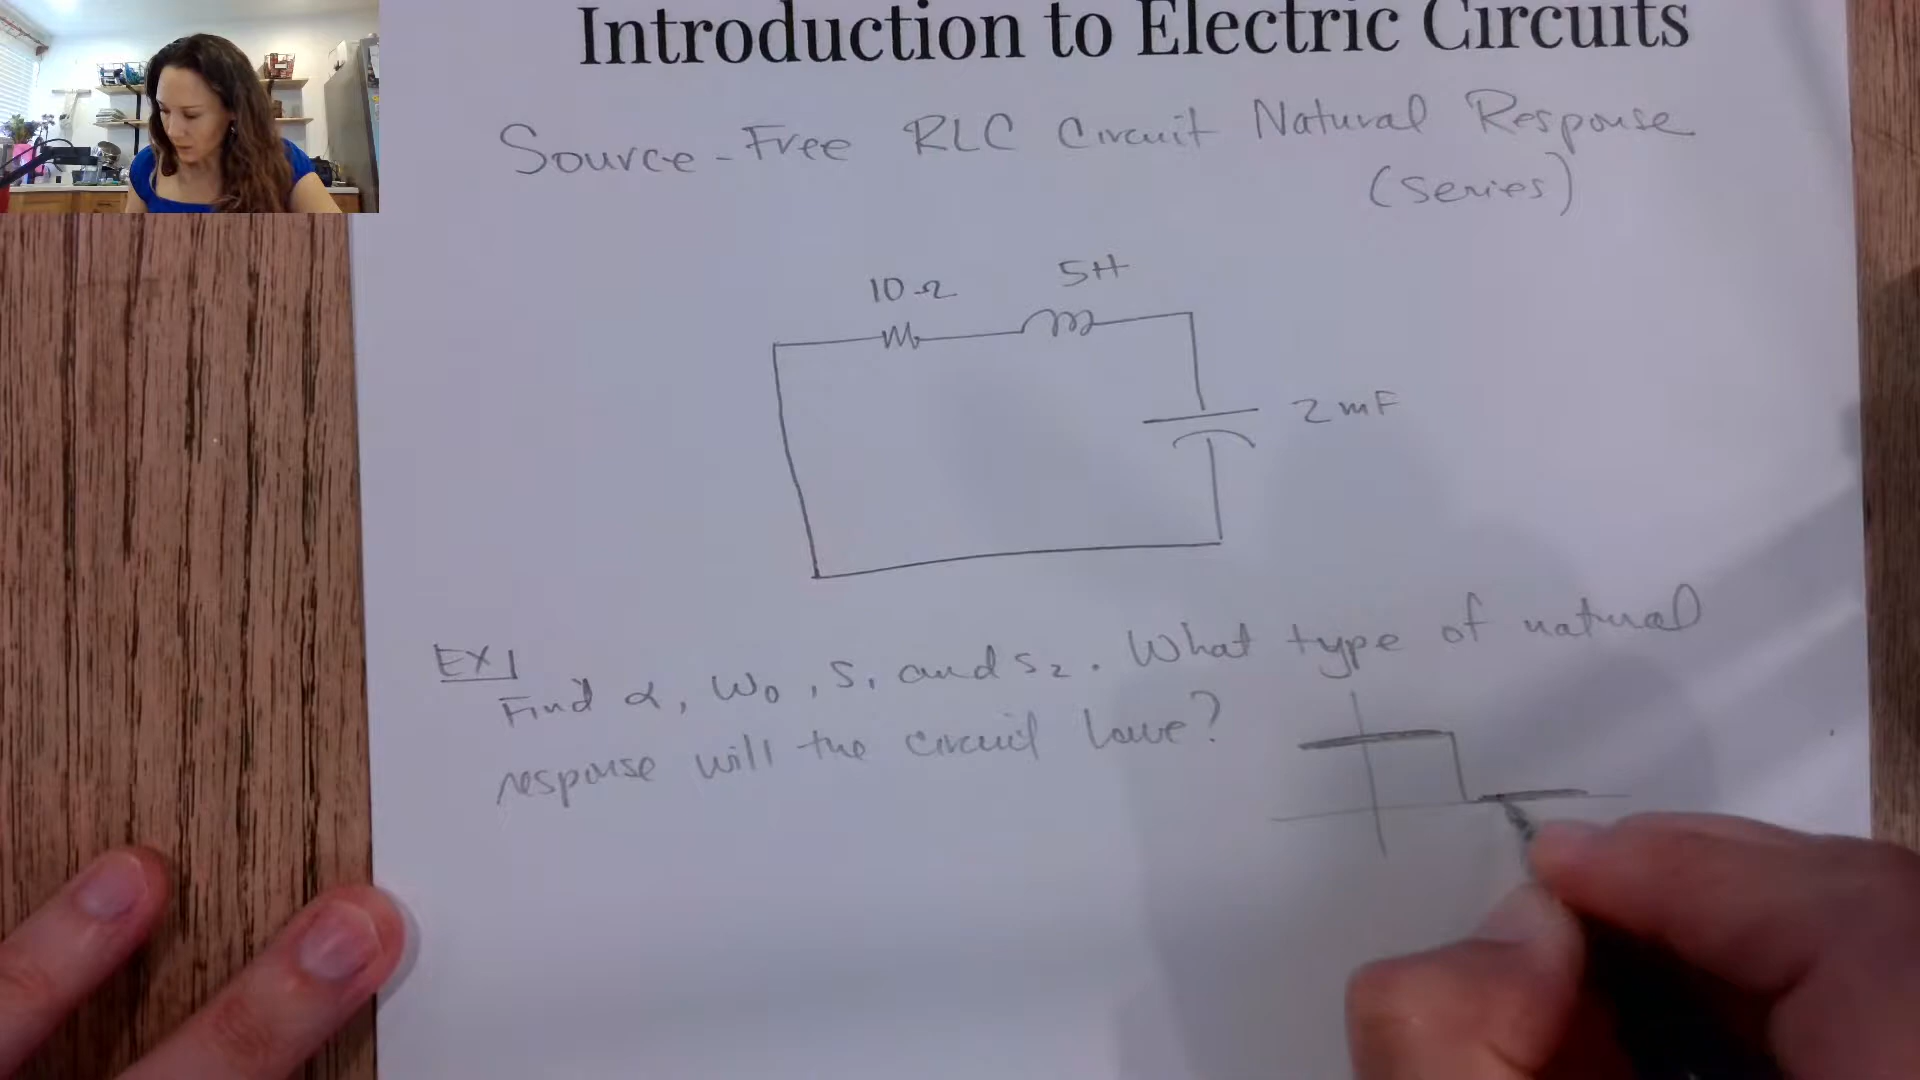 Introduction to Electric Circuits
Source-Free RLC Circuit Natural Response
(series)
10Ω
5H
2mF
EX1
Find α, ω₀, s₁ and s₂. What type of natural
response will the circuit have?